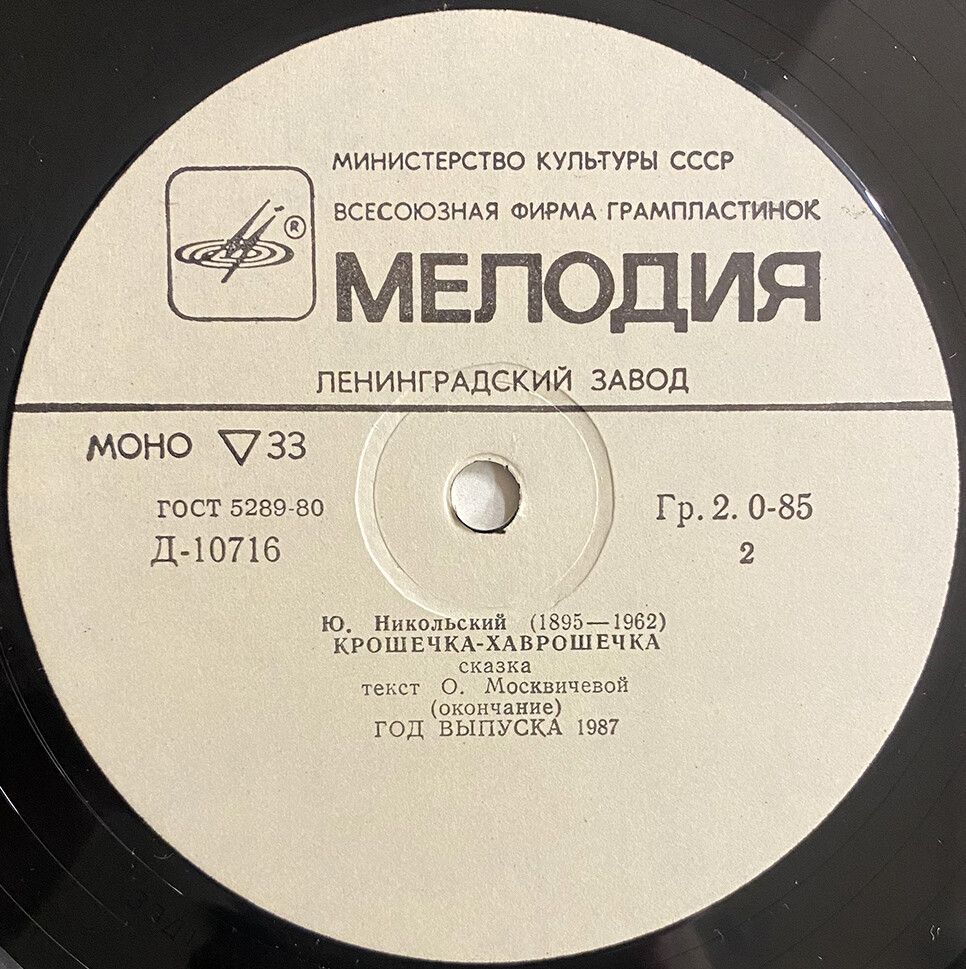 МИНИСТЕРСТВО КУЛЬТУРЫ СССР
ВСЕСОЮЗНАЯ ФИРМА ГРАМПЛАСТИНОК
®
МЕЛОДИЯ
ЛЕНИНГРАДСКИЙ ЗАВОД
МОНО ▽ 33
ГОСТ 5289-80
Гр. 2. 0-85
Д-10716
2
Ю. Никольский (1895—1962)
КРОШЕЧКА-ХАВРОШЕЧКА
сказка
текст О. Москвичевой
(окончание)
ГОД ВЫПУСКА 1987